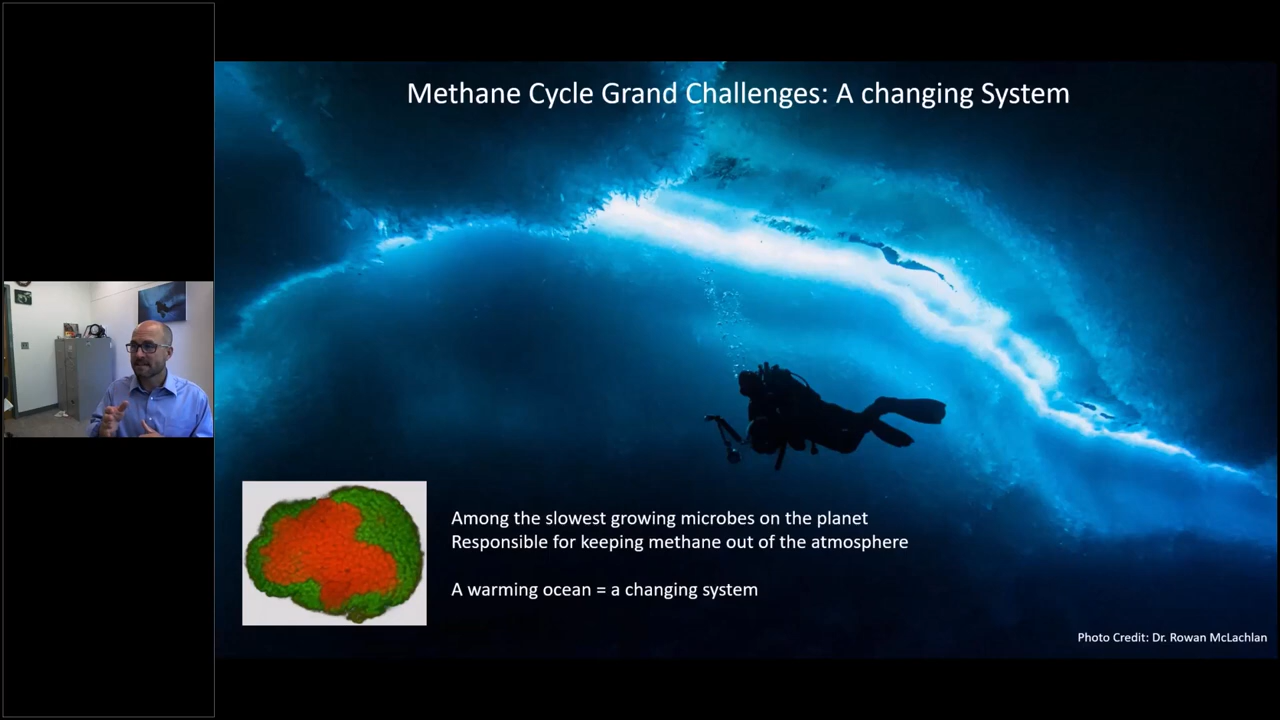 Methane Cycle Grand Challenges: A changing System
Among the slowest growing microbes on the planet
Responsible for keeping methane out of the atmosphere
A warming ocean = a changing system
Photo Credit: Dr. Rowan McLachlan